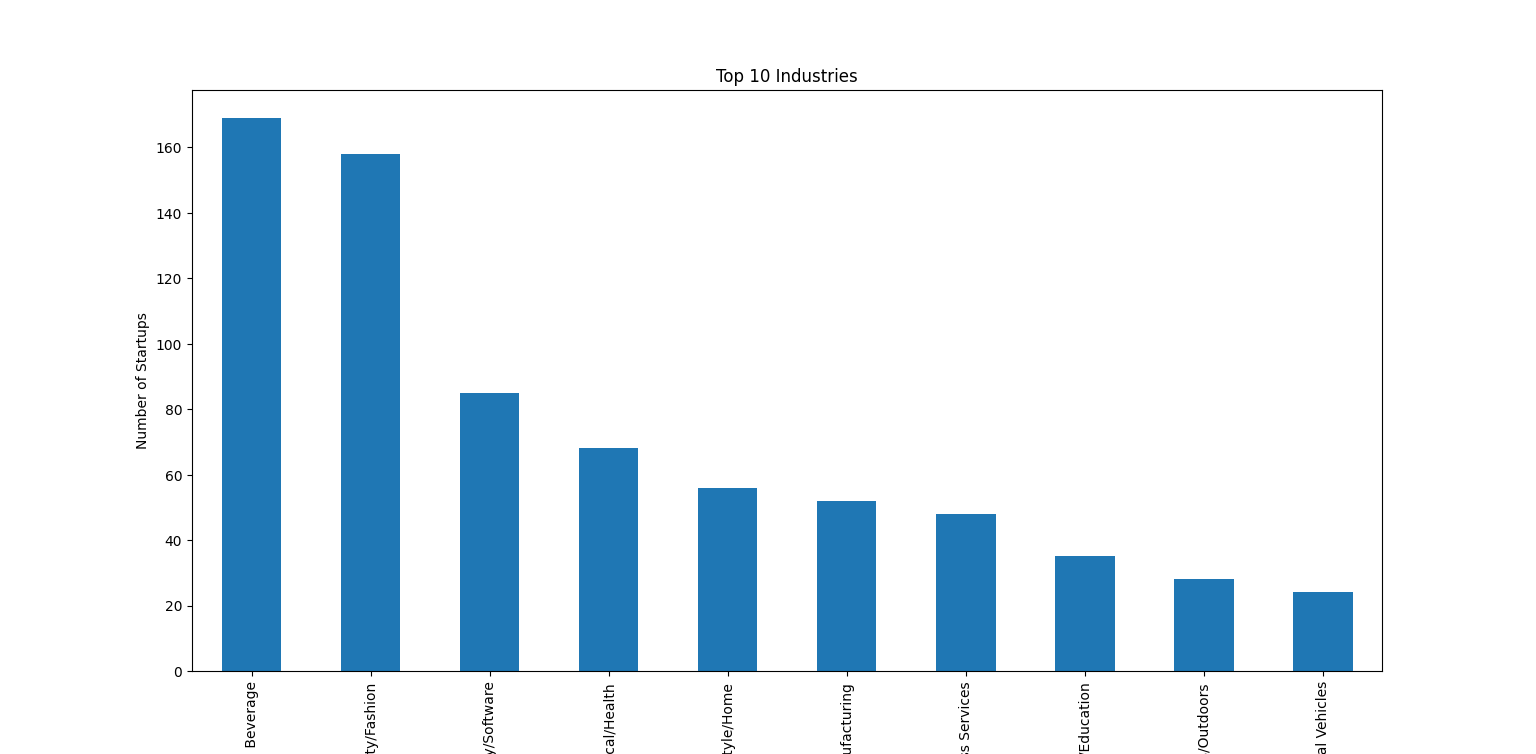 Top 10 Industries
Number of Startups
160
140
120
100
80
60
40
20
0
Beverage
ty/Fashion
y/Software
cal/Health
tyle/Home
ufacturing
s Services
/Education
/Outdoors
al Vehicles